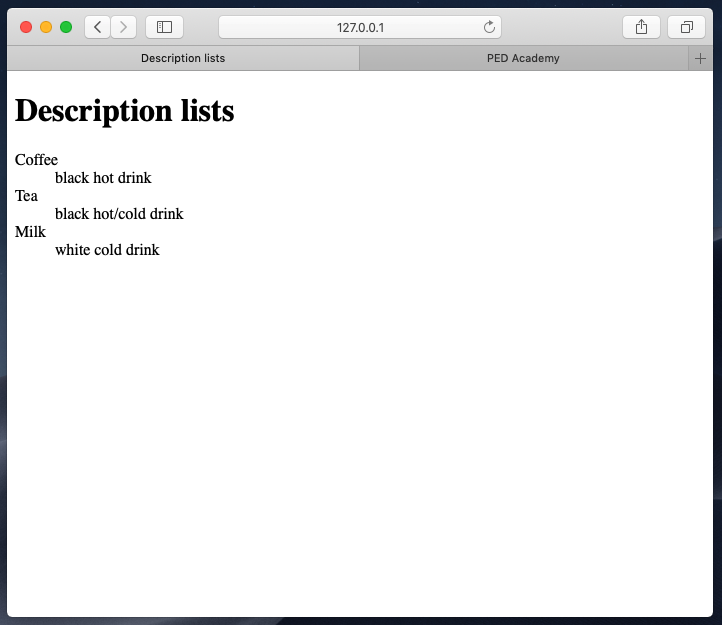 127.0.0.1
Description lists
PED Academy
Description lists
Coffee
black hot drink
Tea
black hot/cold drink
Milk
white cold drink